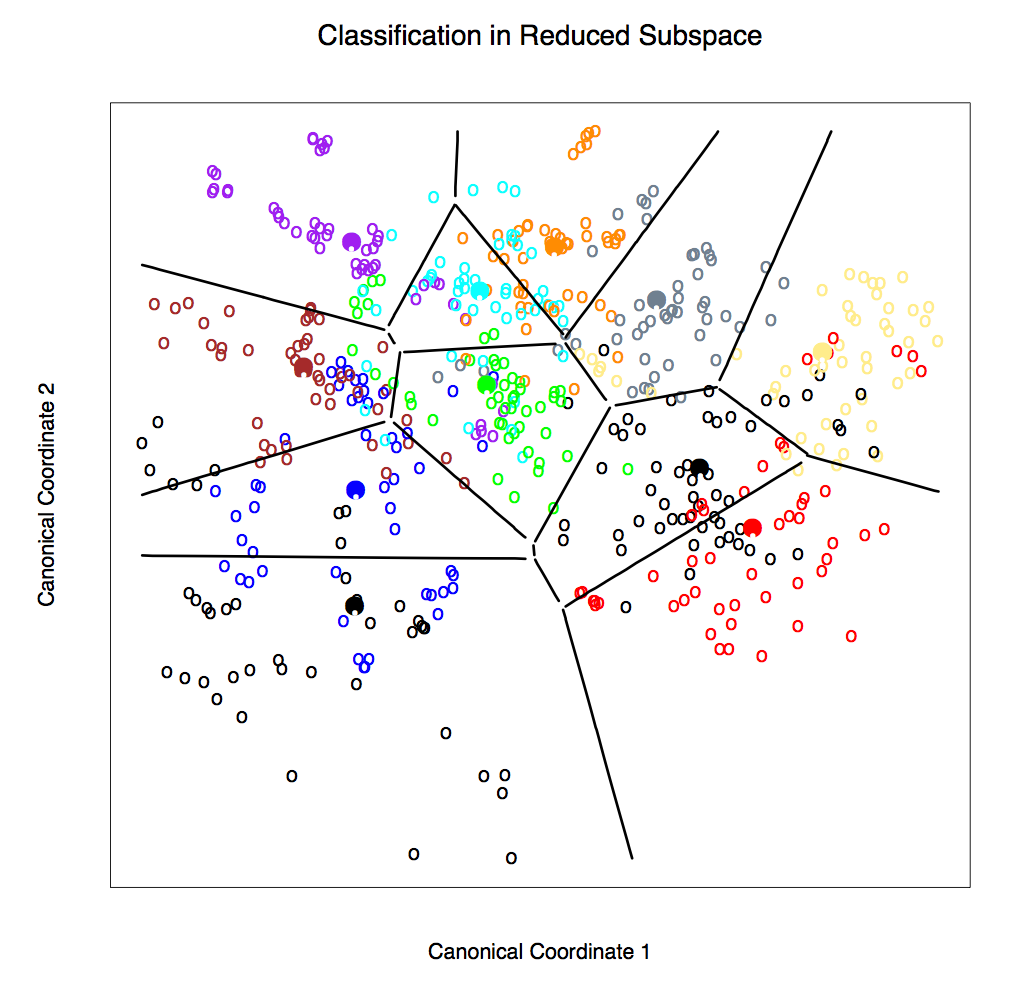 Classification in Reduced Subspace
Canonical Coordinate 2
Canonical Coordinate 1